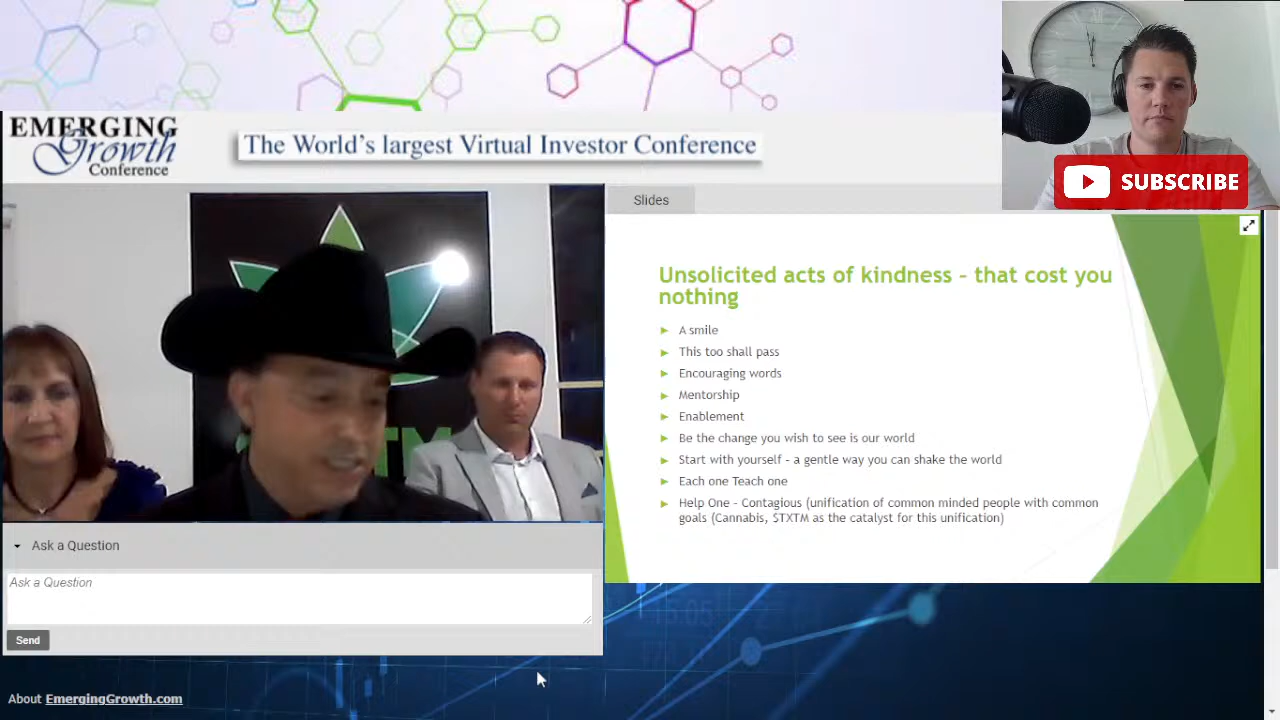 EMERGING
Growth
Conference
The World's largest Virtual Investor Conference
SUBSCRIBE
Slides
Unsolicited acts of kindness – that cost you
nothing
A smile
This too shall pass
Encouraging words
Mentorship
Enablement
Be the change you wish to see is our world
Start with yourself – a gentle way you can shake the world
Each one Teach one
Help One – Contagious (unification of common minded people with common
goals (Cannabis, $TXTM as the catalyst for this unification)
Ask a Question
Ask a Question
Send
About EmergingGrowth.com